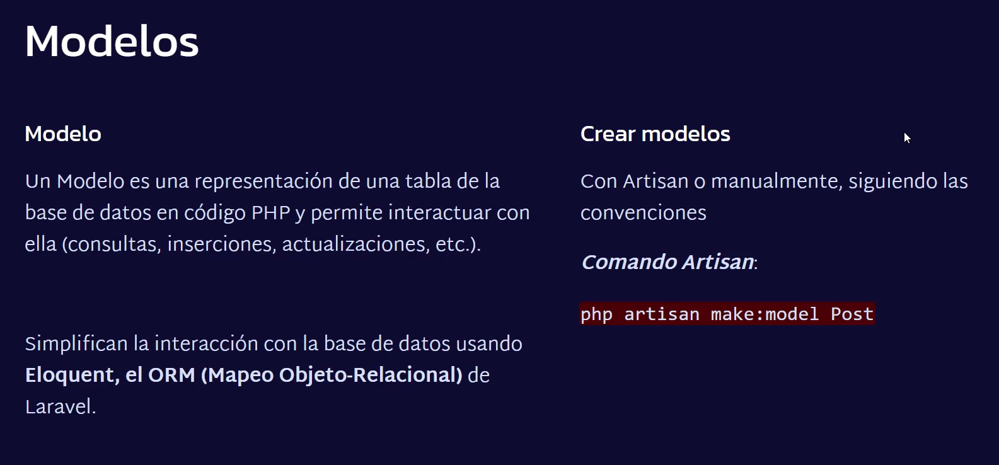 Modelos
Modelo
Un Modelo es una representación de una tabla de la
base de datos en código PHP y permite interactuar con
ella (consultas, inserciones, actualizaciones, etc.).
Simplifican la interacción con la base de datos usando
Eloquent, el ORM (Mapeo Objeto-Relacional) de
Laravel.
Crear modelos
Con Artisan o manualmente, siguiendo las
convenciones
Comando Artisan:
php artisan make:model Post